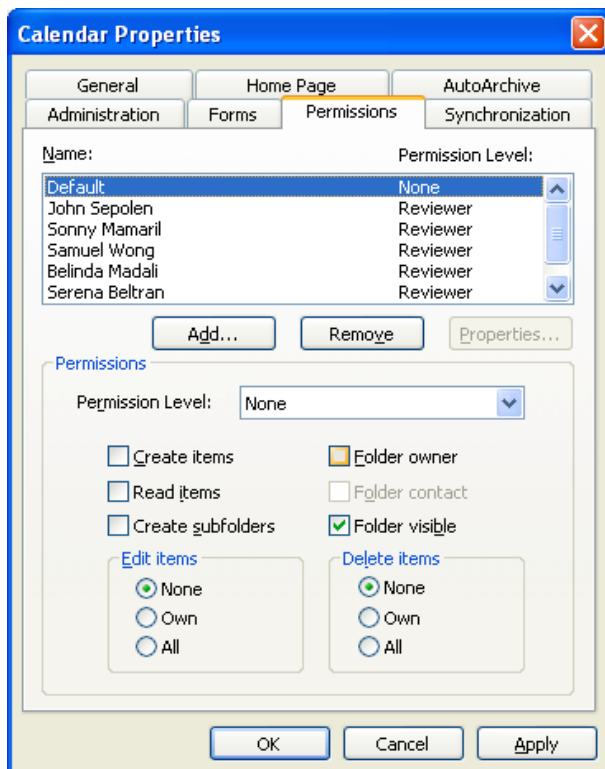 Calendar Properties
General Home Page AutoArchive
Administration Forms Permissions Synchronization
Name: Permission Level:
Default None
John Sepolen Reviewer
Sonny Mamaril Reviewer
Samuel Wong Reviewer
Belinda Madali Reviewer
Serena Beltran Reviewer
Add... Remove Properties...
Permissions
Permission Level: None
Create items Folder owner
Read items Folder contact
Create subfolders Folder visible
Edit items Delete items
None None
Own Own
All All
OK Cancel Apply